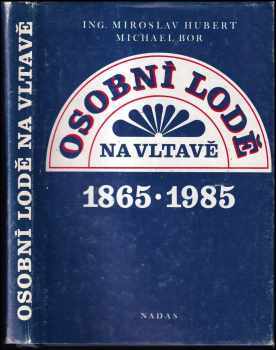 OSOBNÍ LODĚ NA VLTAVĚ
ING. MIROSLAV HUBERT
MICHAEL BOR
OSOBNÍ LODĚ
NA VLTAVĚ
1865·1985
NADAS